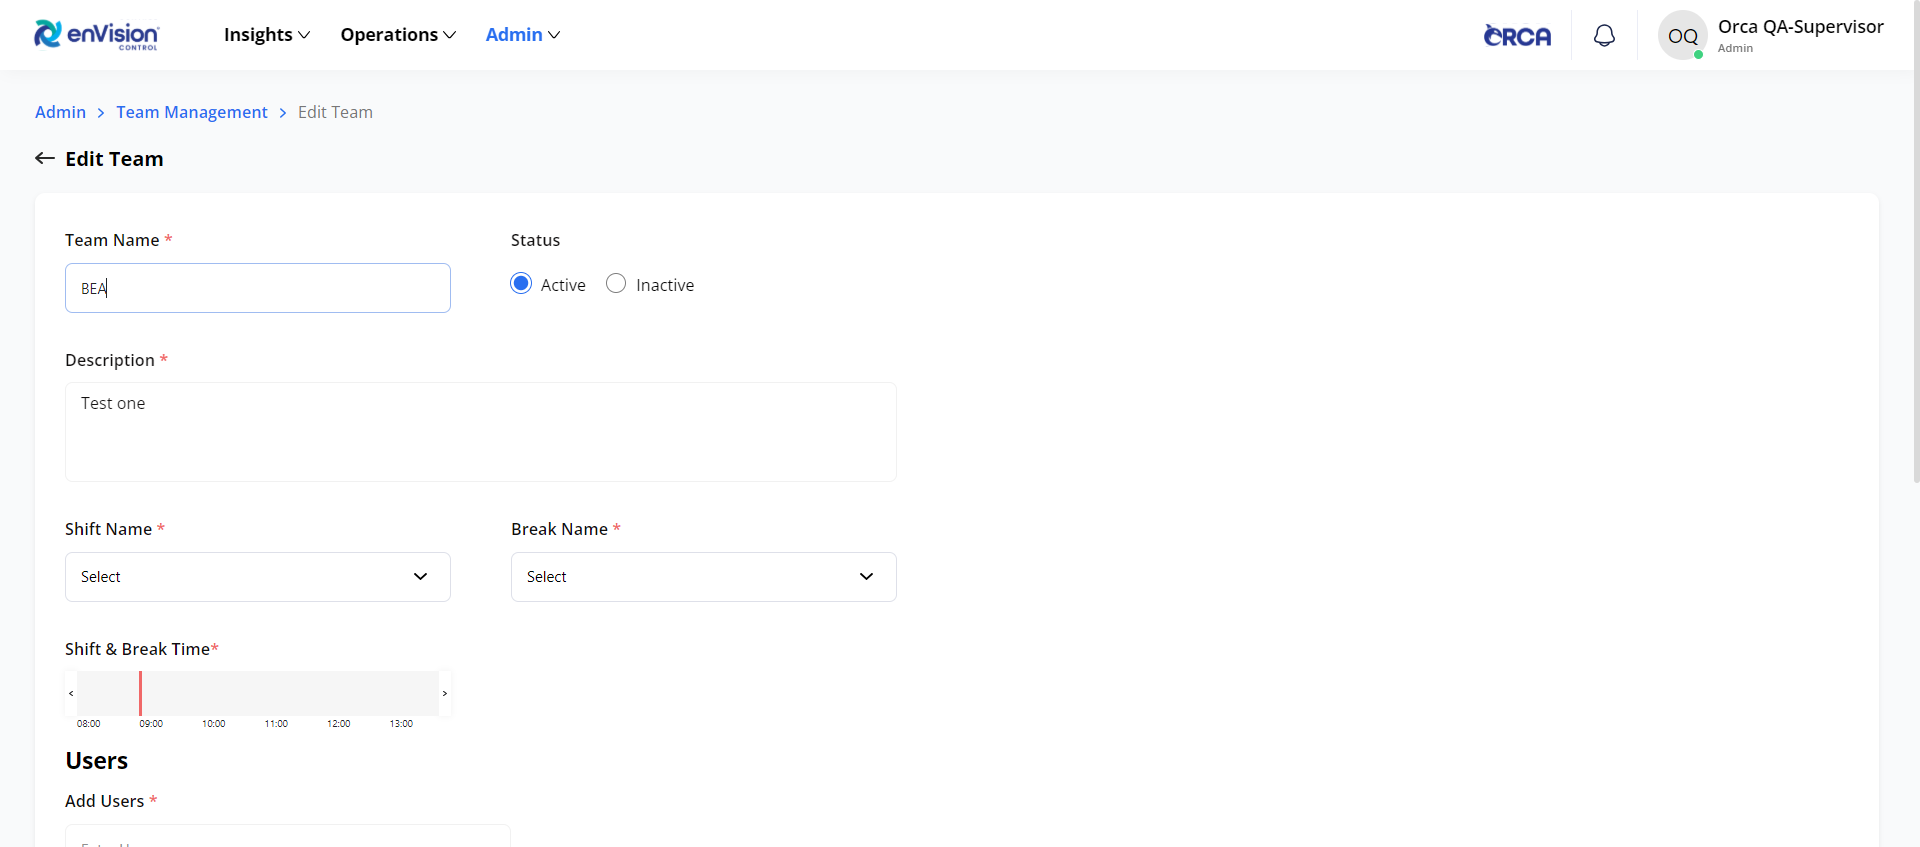 enVision
CONTROL
Insights
Operations
Admin
ORCA
OQ
Orca QA-Supervisor
Admin
Admin > Team Management > Edit Team
Edit Team
Team Name *
Status
BEA
Active
Inactive
Description *
Test one
Shift Name *
Break Name *
Select
Select
Shift & Break Time*
< >
08:00 09:00 10:00 11:00 12:00 13:00
Users
Add Users *